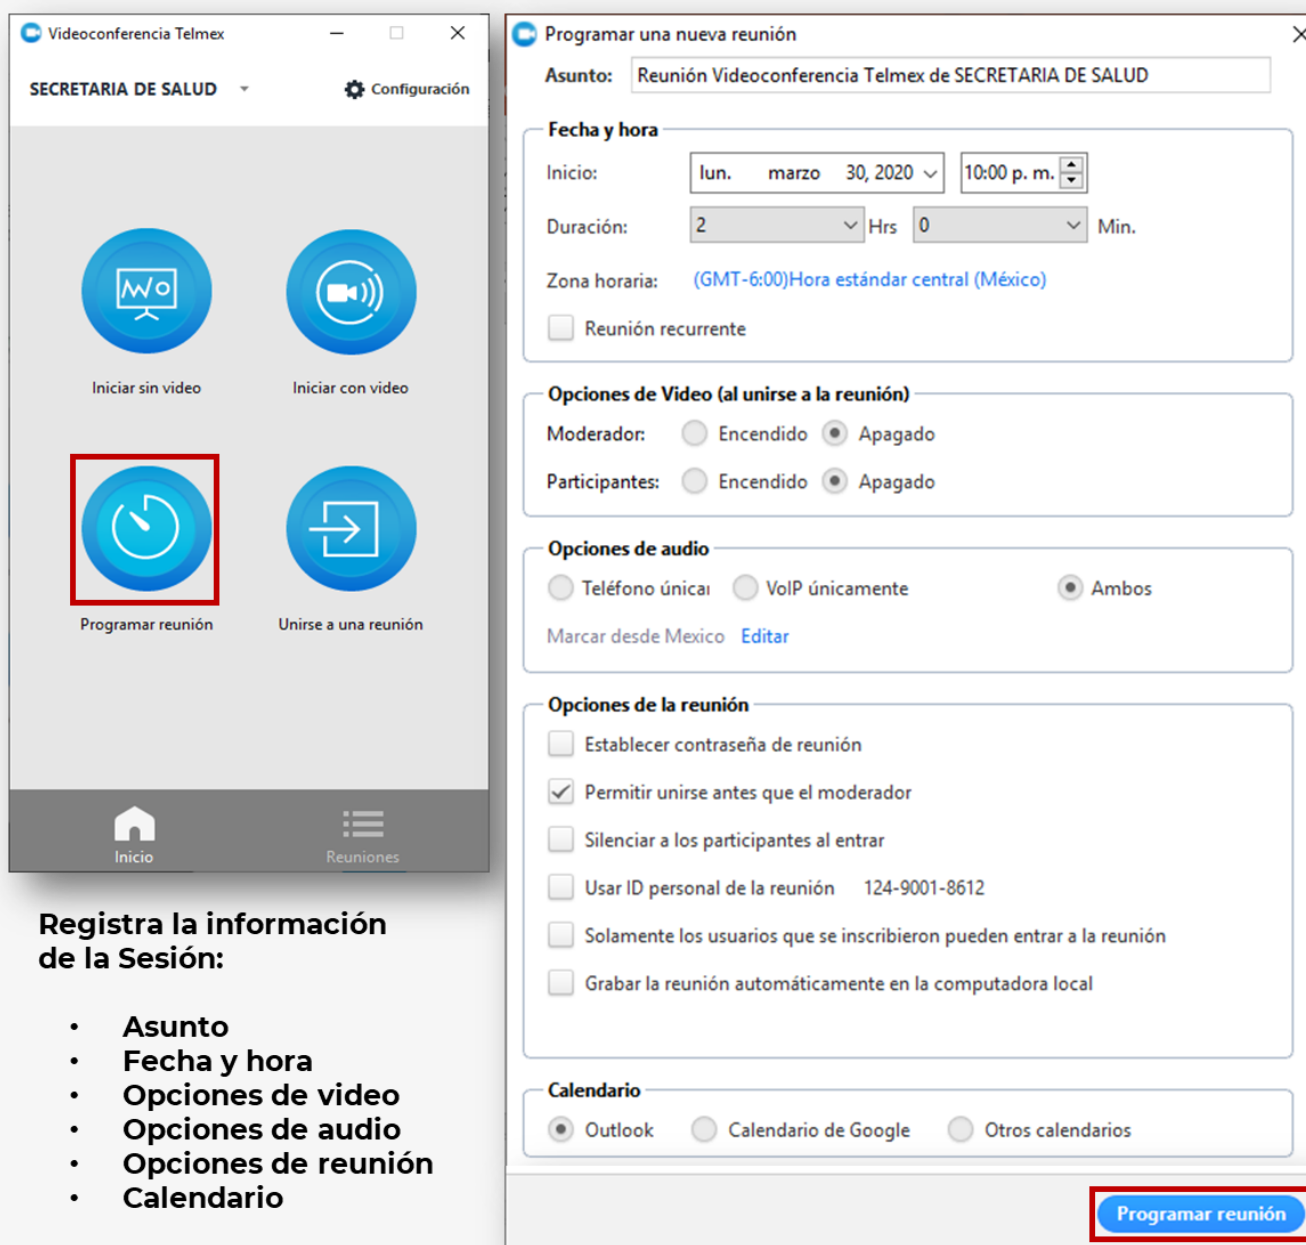 Videoconferencia Telmex
SECRETARIA DE SALUD
Configuración
Iniciar sin video
Iniciar con video
Programar reunión
Unirse a una reunión
Inicio
Reuniones
Registra la información
de la Sesión:
• Asunto
• Fecha y hora
• Opciones de video
• Opciones de audio
• Opciones de reunión
• Calendario
Programar una nueva reunión
Asunto: Reunión Videoconferencia Telmex de SECRETARIA DE SALUD
Fecha y hora
Inicio: lun. marzo 30, 2020 10:00 p. m.
Duración: 2 Hrs 0 Min.
Zona horaria: (GMT-6:00)Hora estándar central (México)
Reunión recurrente
Opciones de Video (al unirse a la reunión)
Moderador: Encendido Apagado
Participantes: Encendido Apagado
Opciones de audio
Teléfono únicar VoIP únicamente Ambos
Marcar desde Mexico Editar
Opciones de la reunión
Establecer contraseña de reunión
Permitir unirse antes que el moderador
Silenciar a los participantes al entrar
Usar ID personal de la reunión 124-9001-8612
Solamente los usuarios que se inscribieron pueden entrar a la reunión
Grabar la reunión automáticamente en la computadora local
Calendario
Outlook Calendario de Google Otros calendarios
Programar reunión